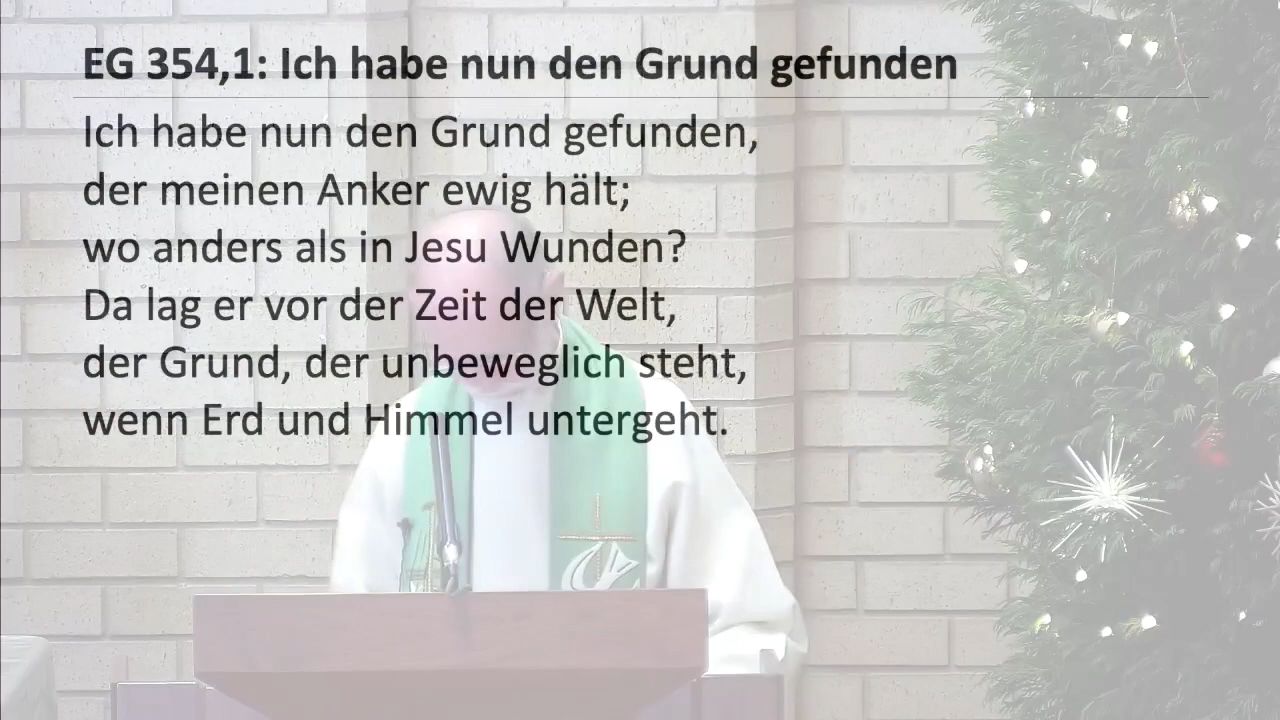 EG 354,1: Ich habe nun den Grund gefunden
Ich habe nun den Grund gefunden,
der meinen Anker ewig hält;
wo anders als in Jesu Wunden?
Da lag er vor der Zeit der Welt,
der Grund, der unbeweglich steht,
wenn Erd und Himmel untergeht.